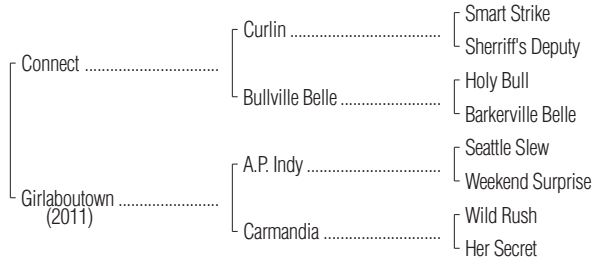 Smart Strike
Curlin ................................
Sherriff's Deputy
Connect ............................
Holy Bull
Bullville Belle .....................
Barkerville Belle
Seattle Slew
A.P. Indy ............................
Weekend Surprise
Girlaboutown .....................
(2011)
Wild Rush
Carmandia .........................
Her Secret